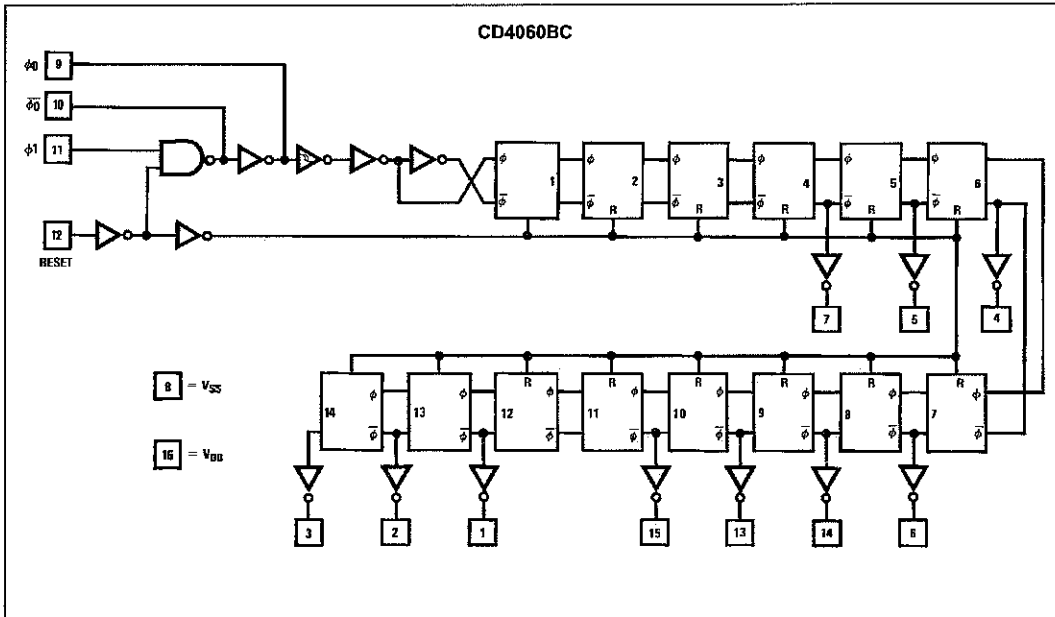 CD4060BC
ϕ0 9
ϕ̅0̅ 10
ϕ1 11
12
RESET
ϕ ϕ ϕ ϕ ϕ ϕ
1 2 3 4 5 6
ϕ̅ ϕ̅ ϕ̅ ϕ̅ ϕ̅ ϕ̅
R R R R R
7 5 4
8 = VSS
16 = VDD
R R R R R R
14 ϕ 13 ϕ 12 ϕ 11 ϕ 10 ϕ 9 ϕ 8 ϕ 7 ϕ
ϕ̅ ϕ̅ ϕ̅ ϕ̅ ϕ̅ ϕ̅ ϕ̅ ϕ̅
3 2 1 15 13 14 6